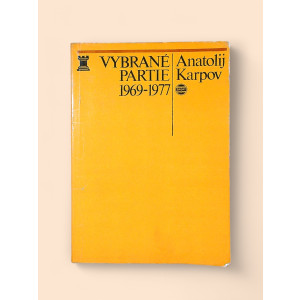 VYBRANÉ
PARTIE
1969-1977
Anatolij
Karpov